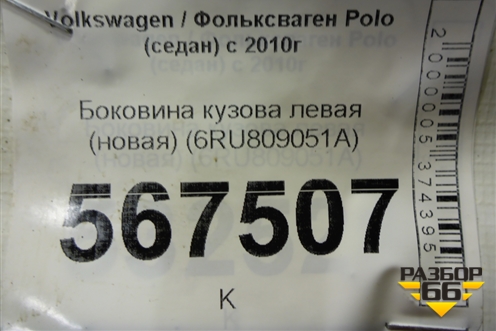 Volkswagen / Фольксваген Polo
(седан) с 2010г
Боковина кузова левая
(новая) (6RU809051A)
567507
К
2000005374395
РАЗБОР
66